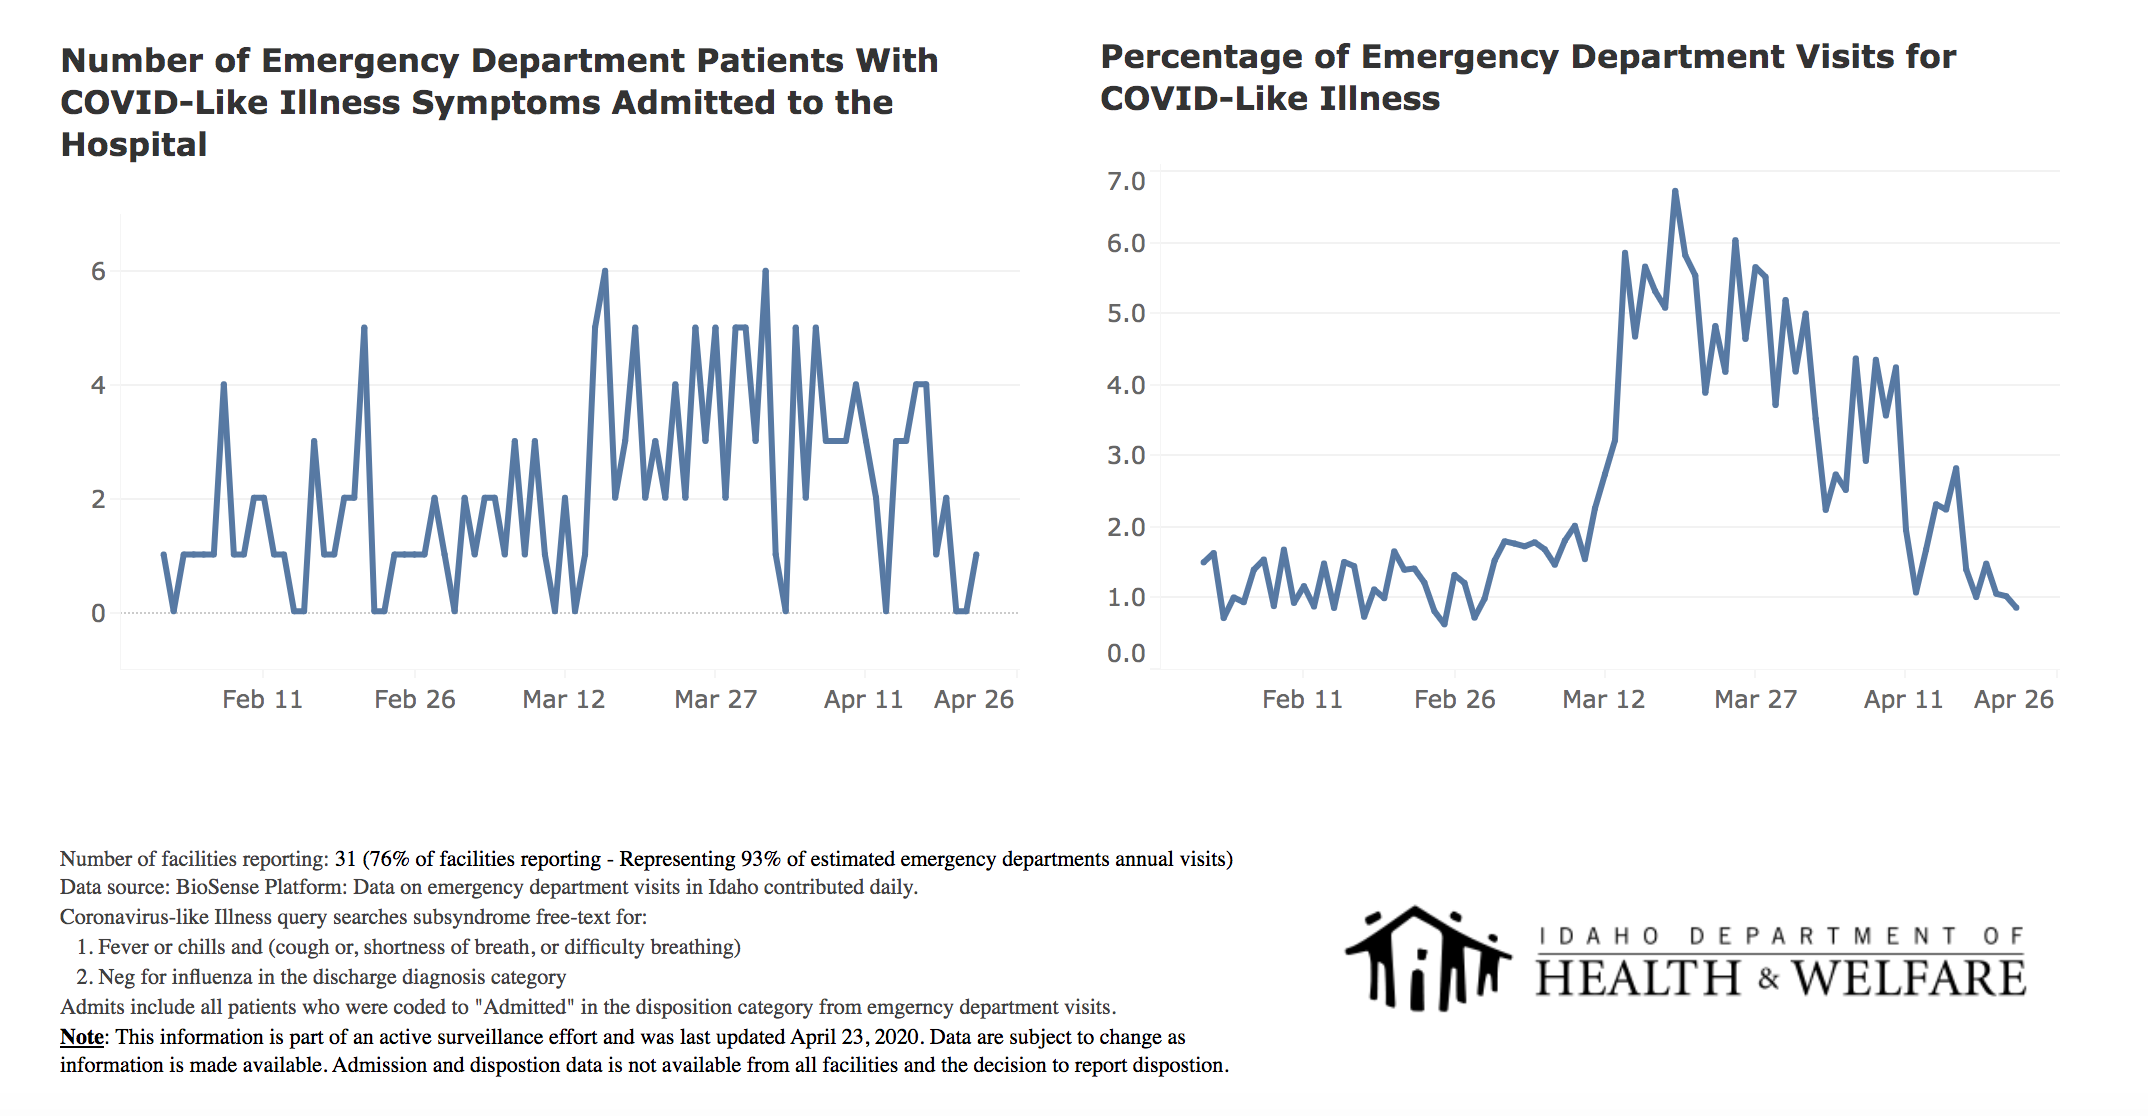 Number of Emergency Department Patients With
COVID-Like Illness Symptoms Admitted to the
Hospital
6
4
2
0
Feb 11
Feb 26
Mar 12
Mar 27
Apr 11
Apr 26
Percentage of Emergency Department Visits for
COVID-Like Illness
7.0
6.0
5.0
4.0
3.0
2.0
1.0
0.0
Feb 11
Feb 26
Mar 12
Mar 27
Apr 11
Apr 26
Number of facilities reporting: 31 (76% of facilities reporting - Representing 93% of estimated emergency departments annual visits)
Data source: BioSense Platform: Data on emergency department visits in Idaho contributed daily.
Coronavirus-like Illness query searches subsyndrome free-text for:
1. Fever or chills and (cough or, shortness of breath, or difficulty breathing)
2. Neg for influenza in the discharge diagnosis category
Admits include all patients who were coded to "Admitted" in the disposition category from emgerncy department visits.
Note: This information is part of an active surveillance effort and was last updated April 23, 2020. Data are subject to change as
information is made available. Admission and dispostion data is not available from all facilities and the decision to report dispostion.
IDAHO DEPARTMENT OF
HEALTH & WELFARE